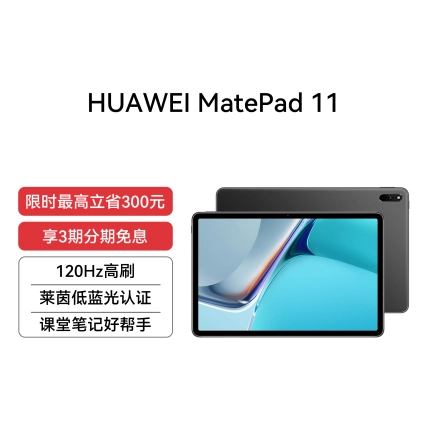 HUAWEI MatePad 11
限时最高立省300元
享3期分期免息
120Hz高刷
莱茵低蓝光认证
课堂笔记好帮手